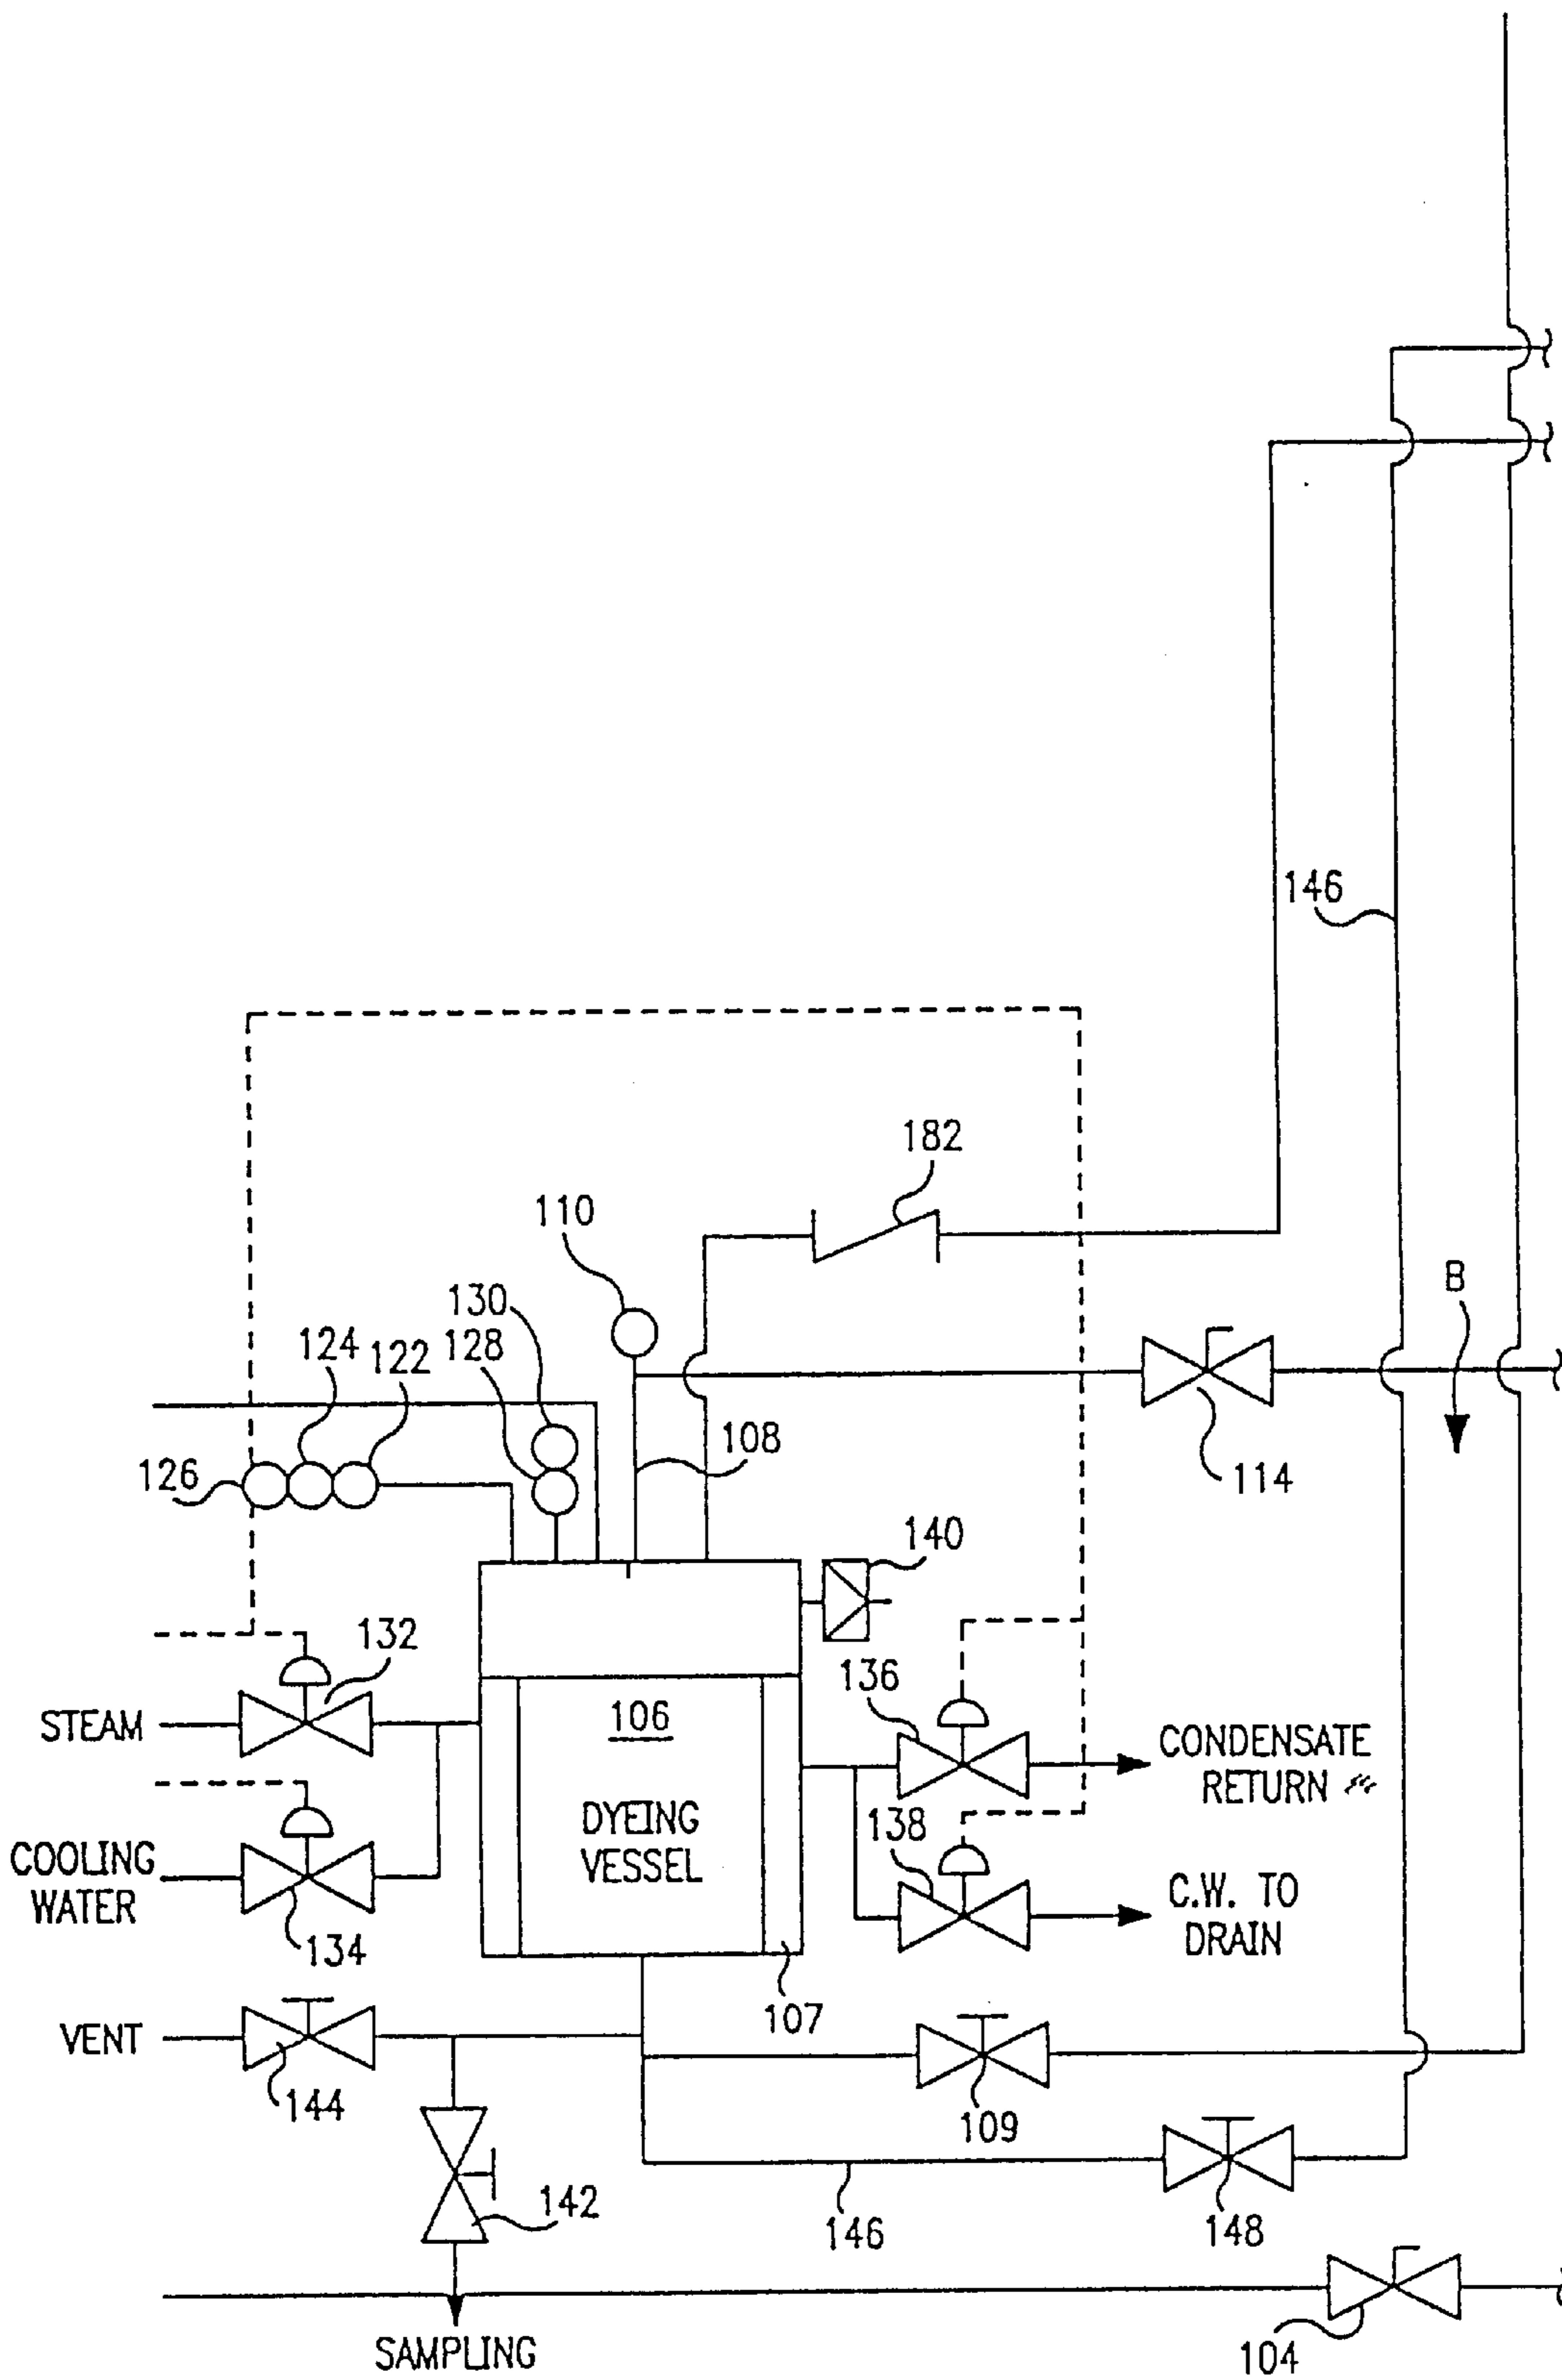 146
182
110
B
130
124
122
128
108
126
114
140
132
136
STEAM
106
CONDENSATE
RETURN
DYEING
VESSEL
138
COOLING
WATER
C.W. TO
DRAIN
134
107
VENT
144
109
142
146
148
SAMPLING
104